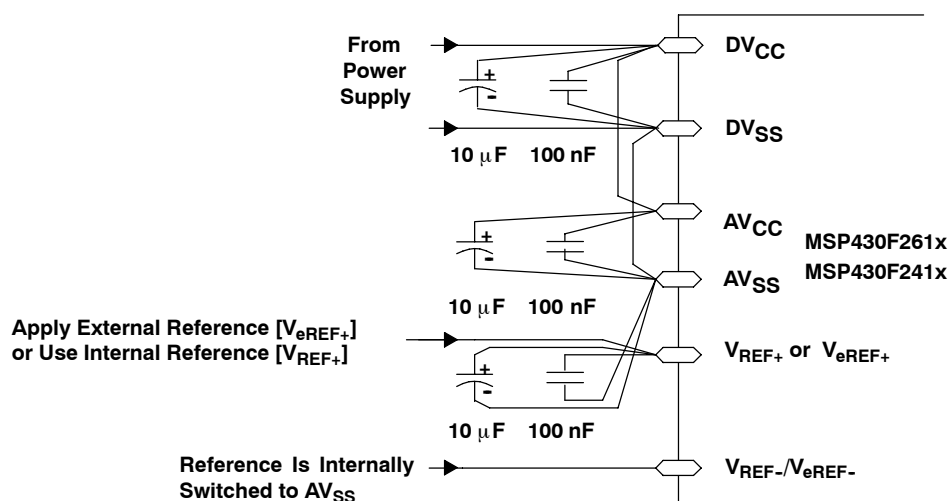 From
Power
Supply
DVCC
+
-
DVSS
10 μF 100 nF
AVCC
MSP430F261x
+
-
AVSS
MSP430F241x
10 μF 100 nF
Apply External Reference [VeREF+]
or Use Internal Reference [VREF+]
VREF+ or VeREF+
+
-
10 μF 100 nF
Reference Is Internally
Switched to AVSS
VREF-/VeREF-